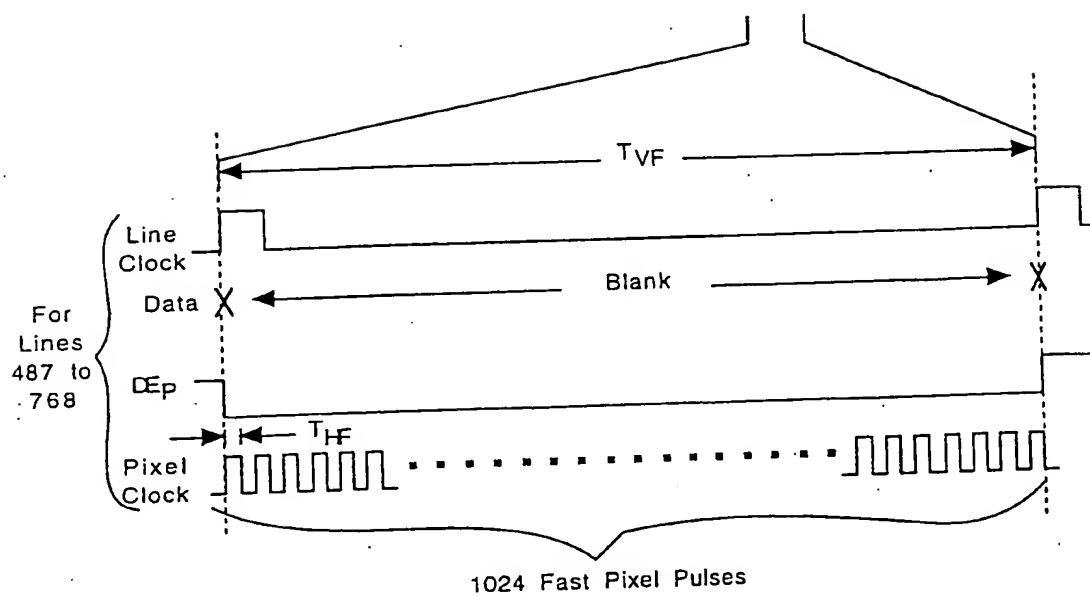 TVF
Line
Clock
Data
Blank
For
Lines
487 to
768
DEp
THF
Pixel
Clock
1024 Fast Pixel Pulses